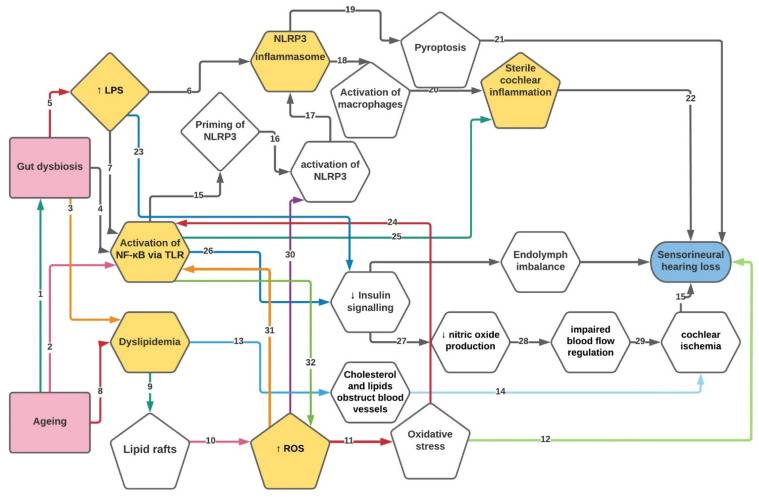 19
NLRP3
inflammasome
Pyroptosis
21
18
Sterile
cochlear
inflammation
↑ LPS
6
Activation of
macrophages
20
22
5
Priming of
NLRP3
17
23
16
activation of
NLRP3
Gut dysbiosis
7
4
15
3
24
25
Activation of
NF-κB via TLR
26
30
Endolymph
imbalance
Sensorineural
hearing loss
1
2
↓ Insulin
signalling
15
31
32
Dyslipidemia
13
27
↓ nitric oxide
production
28
impaired
blood flow
regulation
29
cochlear
ischemia
8
9
Cholesterol
and lipids
obstruct blood
vessels
14
Ageing
Lipid rafts
10
↑ ROS
11
Oxidative
stress
12